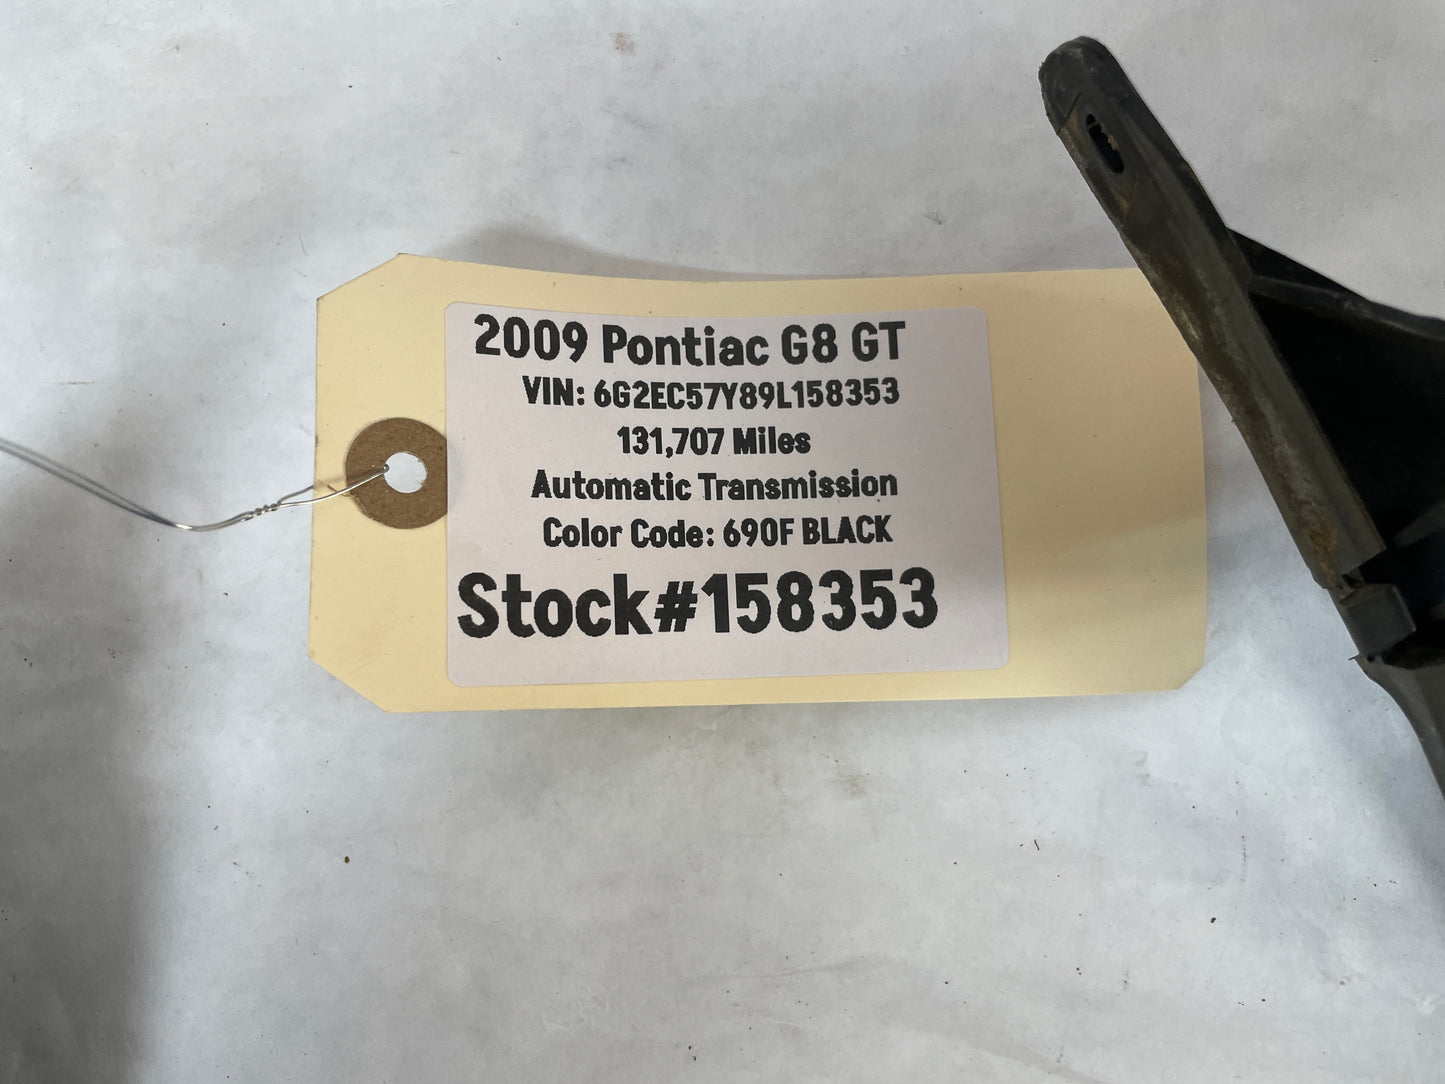 2009 Pontiac G8 GT
VIN: 6G2EC57Y89L158353
131,707 Miles
Automatic Transmission
Color Code: 690F BLACK
Stock#158353